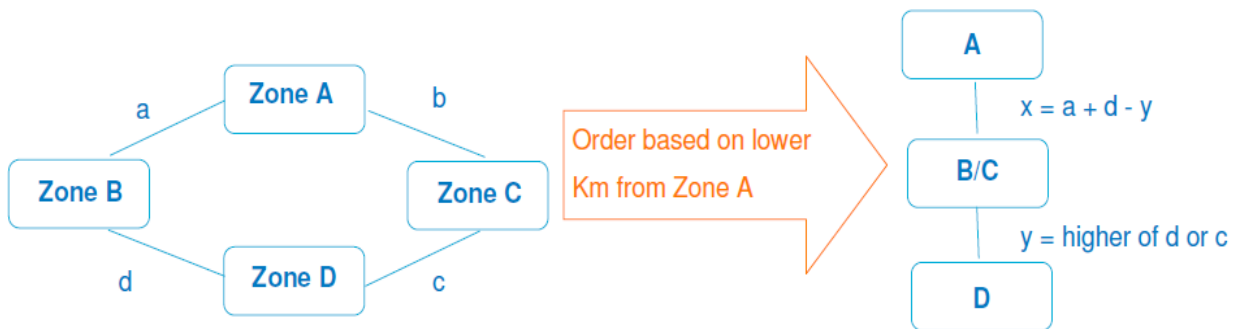 Zone A
a
b
Zone B
Zone C
d
Zone D
c
Order based on lower
Km from Zone A
A
x = a + d - y
B/C
y = higher of d or c
D